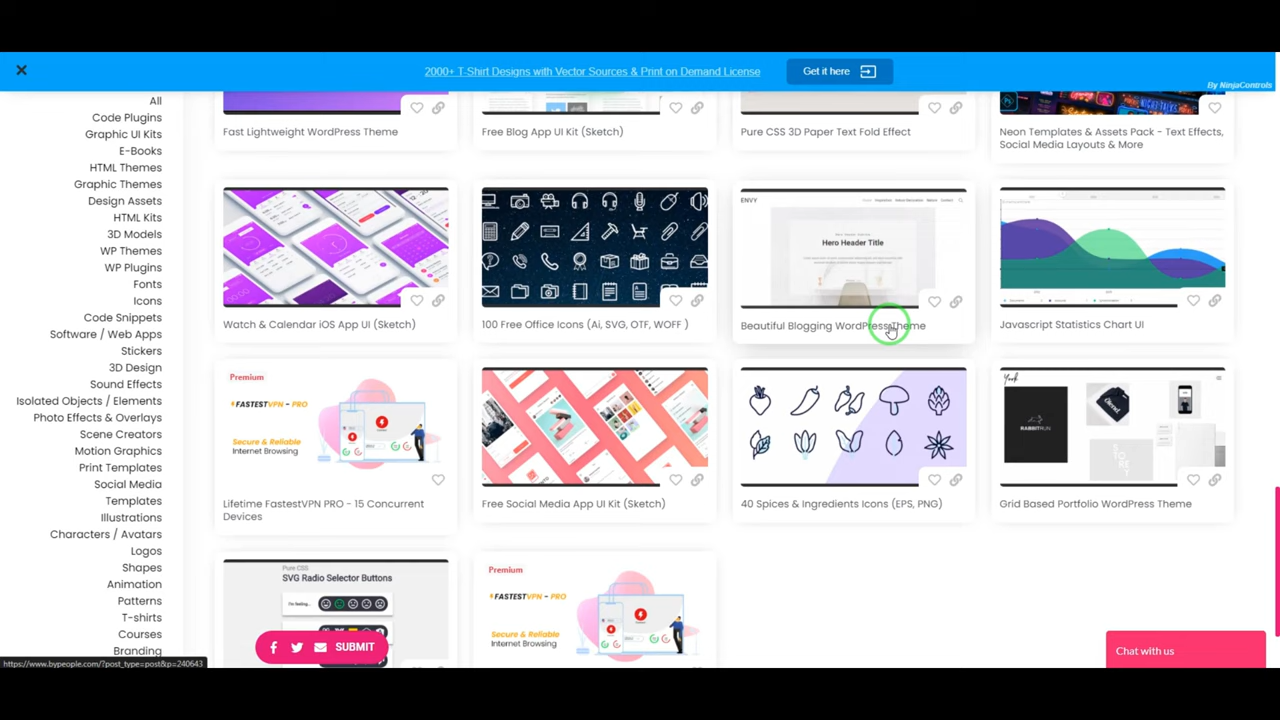 2000+ T-Shirt Designs with Vector Sources & Print on Demand License
Get it here
By NinjaControls
All
Code Plugins
Graphic UI Kits
E-Books
HTML Themes
Graphic Themes
Design Assets
HTML Kits
3D Models
WP Themes
WP Plugins
Fonts
Icons
Code Snippets
Software / Web Apps
Stickers
3D Design
Sound Effects
Isolated Objects / Elements
Photo Effects & Overlays
Scene Creators
Motion Graphics
Print Templates
Social Media
Templates
Illustrations
Characters / Avatars
Logos
Shapes
Animation
Patterns
T-shirts
Courses
Branding
Fast Lightweight WordPress Theme
Free Blog App UI Kit (Sketch)
Pure CSS 3D Paper Text Fold Effect
Neon Templates & Assets Pack - Text Effects,
Social Media Layouts & More
ENVY
Hero Header Title
Watch & Calendar iOS App UI (Sketch)
100 Free Office Icons (Ai, SVG, OTF, WOFF )
Beautiful Blogging WordPress Theme
Javascript Statistics Chart UI
Premium
FASTESTVPN - PRO
Secure & Reliable
Internet Browsing
York
RABBITRUN
Lifetime FastestVPN PRO - 15 Concurrent
Devices
Free Social Media App UI Kit (Sketch)
40 Spices & Ingredients Icons (EPS, PNG)
Grid Based Portfolio WordPress Theme
Pure CSS
SVG Radio Selector Buttons
Premium
FASTESTVPN - PRO
Secure & Reliable
Internet Browsing
SUBMIT
Chat with us
https://www.bypeople.com/?post_type=post&p=240643